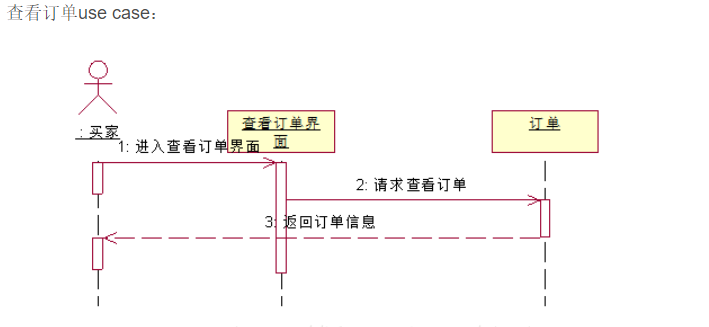 查看订单use case：
: 买家
查看订单界
面
订单
1: 进入查看订单界面
2: 请求查看订单
3: 返回订单信息